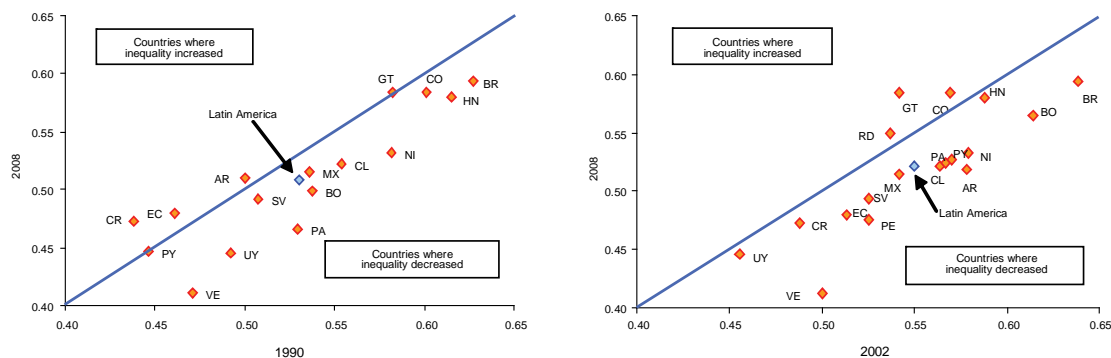 0.65
Countries where
inequality increased
0.60
GT
CO
BR
HN
Latin America
0.55
NI
CL
2008
AR
MX
0.50
BO
SV
EC
CR
PA
0.45
PY
UY
Countries where
inequality decreased
VE
0.40
0.40 0.45 0.50 0.55 0.60 0.65
1990
0.65
Countries where
inequality increased
0.60
HN
BR
GT
CO
BO
0.55
RD
PA
PY
NI
2008
CL
AR
MX
0.50
SV
EC
Latin America
CR
PE
0.45
UY
Countries where
inequality decreased
VE
0.40
0.40 0.45 0.50 0.55 0.60 0.65
2002